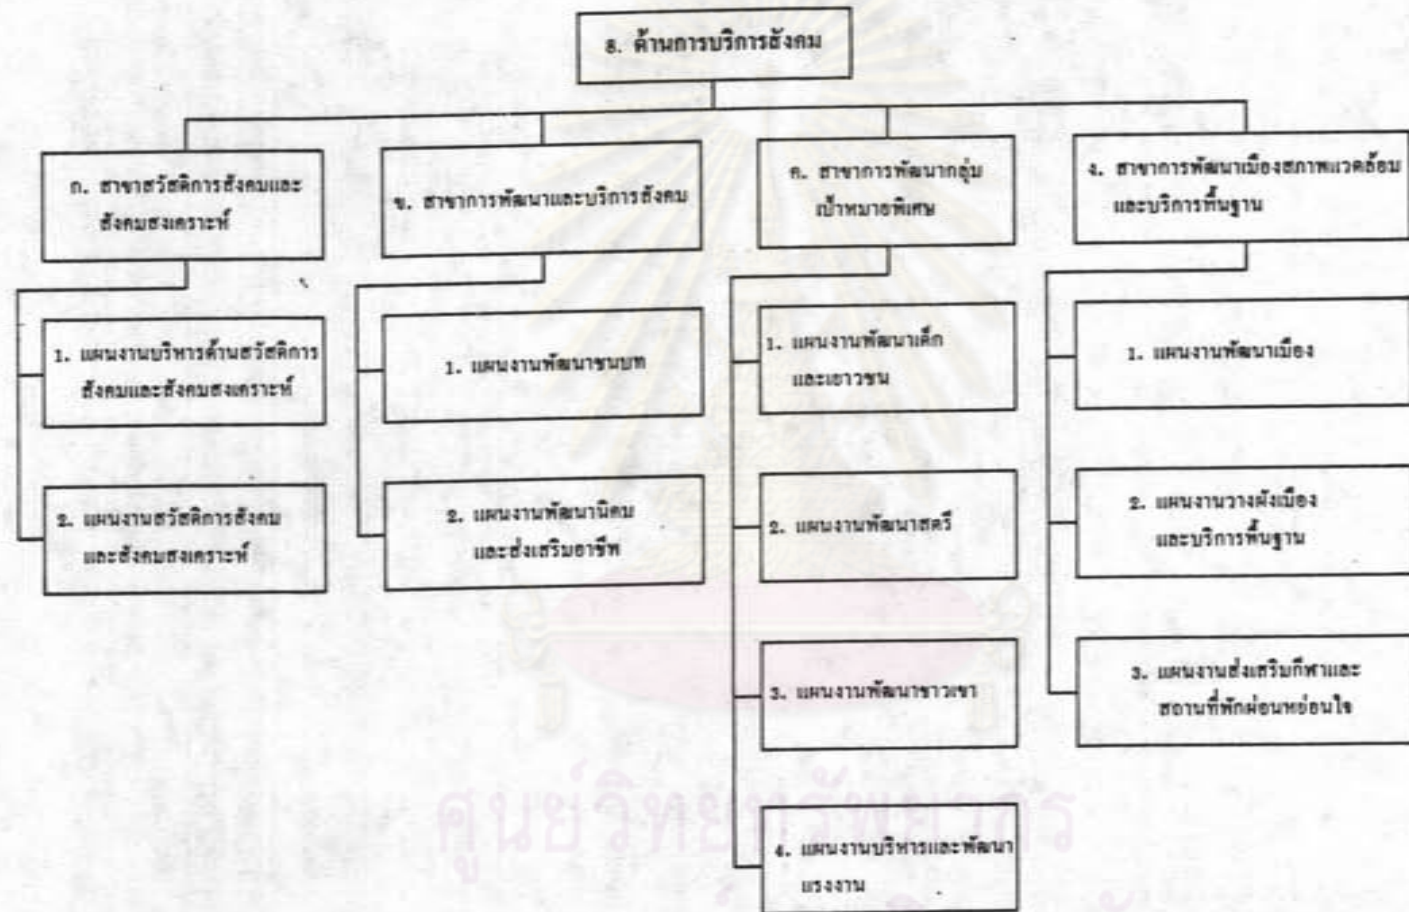 8. ด้านการบริการสังคม
ก. สาขาสวัสดิการสังคมและ
สังคมสงเคราะห์
ข. สาขาการพัฒนาและบริการสังคม
ค. สาขาการพัฒนากลุ่ม
เป้าหมายพิเศษ
ง. สาขาการพัฒนาเมืองสภาพแวดล้อม
และบริการพื้นฐาน
1. แผนงานบริหารด้านสวัสดิการ
สังคมและสังคมสงเคราะห์
2. แผนงานสวัสดิการสังคม
และสังคมสงเคราะห์
1. แผนงานพัฒนาชนบท
2. แผนงานพัฒนานิคม
และส่งเสริมอาชีพ
1. แผนงานพัฒนาเด็ก
และเยาวชน
2. แผนงานพัฒนาสตรี
3. แผนงานพัฒนาชาวเขา
4. แผนงานบริหารและพัฒนา
แรงงาน
1. แผนงานพัฒนาเมือง
2. แผนงานวางผังเมือง
และบริการพื้นฐาน
3. แผนงานส่งเสริมกีฬาและ
สถานที่พักผ่อนหย่อนใจ
ศูนย์วิทยทรัพยากร